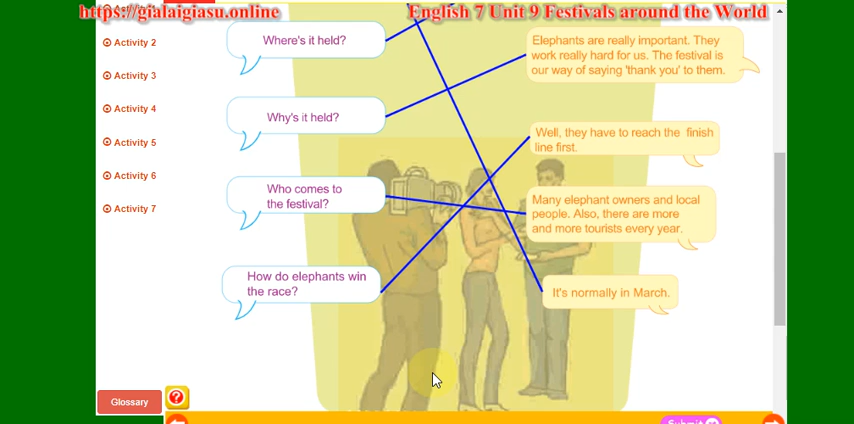 https://gialaigiasu.online
English 7 Unit 9 Festivals around the World
Activity 2
Activity 3
Activity 4
Activity 5
Activity 6
Activity 7
Where's it held?
Why's it held?
Who comes to
the festival?
How do elephants win
the race?
Elephants are really important. They
work really hard for us. The festival is
our way of saying 'thank you' to them.
Well, they have to reach the finish
line first.
Many elephant owners and local
people. Also, there are more
and more tourists every year.
It's normally in March.
Glossary
?